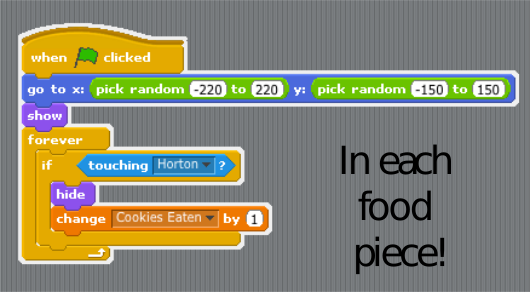 when clicked
go to x: pick random -220 to 220 y: pick random -150 to 150
show
forever
if touching Horton ?
hide
change Cookies Eaten by 1
In each
food
piece!